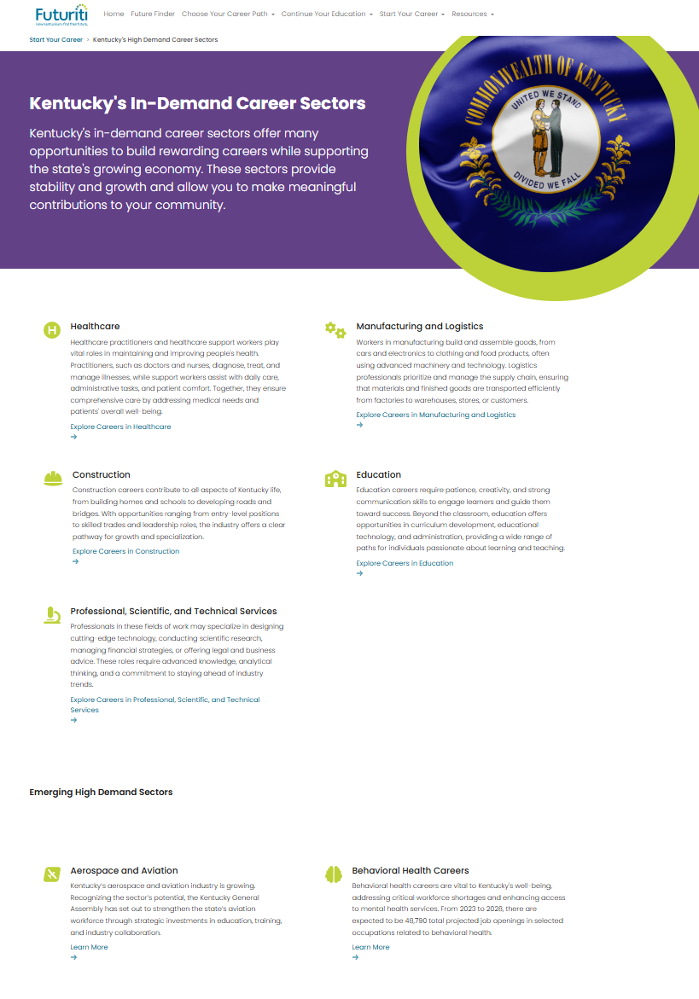 Futuriti
Home Future Finder Choose Your Career Path Continue Your Education Start Your Career Resources
Start Your Career > Kentucky's High Demand Career Sectors
COMMONWEALTH OF KENTUCKY
UNITED WE STAND
DIVIDED WE FALL
Kentucky's In-Demand Career Sectors
Kentucky's in-demand career sectors offer many
opportunities to build rewarding careers while supporting
the state's growing economy. These sectors provide
stability and growth and allow you to make meaningful
contributions to your community.
H
Healthcare
Healthcare practitioners and healthcare support workers play
vital roles in maintaining and improving people's health.
Practitioners, such as doctors and nurses, diagnose, treat, and
manage illnesses, while support workers assist with daily care,
administrative tasks, and patient comfort. Together, they ensure
comprehensive care by addressing medical needs and
patients' overall well-being.
Explore Careers in Healthcare
→
Manufacturing and Logistics
Workers in manufacturing build and assemble goods, from
cars and electronics to clothing and food products, often
using advanced machinery and technology. Logistics
professionals prioritize and manage the supply chain, ensuring
that materials and finished goods are transported efficiently
from factories to warehouses, stores, or customers.
Explore Careers in Manufacturing and Logistics
→
Construction
Construction careers contribute to all aspects of Kentucky life,
from building homes and schools to developing roads and
bridges. With opportunities ranging from entry-level positions
to skilled trades and leadership roles, the industry offers a clear
pathway for growth and specialization.
Explore Careers in Construction
→
Education
Education careers require patience, creativity, and strong
communication skills to engage learners and guide them
toward success. Beyond the classroom, education offers
opportunities in curriculum development, educational
technology, and administration, providing a wide range of
paths for individuals passionate about learning and teaching.
Explore Careers in Education
→
Professional, Scientific, and Technical Services
Professionals in these fields of work may specialize in designing
cutting-edge technology, conducting scientific research,
managing financial strategies, or offering legal and business
advice. These roles require advanced knowledge, analytical
thinking, and a commitment to staying ahead of industry
trends.
Explore Careers in Professional, Scientific, and Technical
Services
→
Emerging High Demand Sectors
Aerospace and Aviation
Kentucky's aerospace and aviation industry is growing.
Recognizing the sector's potential, the Kentucky General
Assembly has set out to strengthen the state's aviation
workforce through strategic investments in education, training,
and industry collaboration.
Learn More
→
Behavioral Health Careers
Behavioral health careers are vital to Kentucky's well-being,
addressing critical workforce shortages and enhancing access
to mental health services. From 2023 to 2028, there are
expected to be 48,790 total projected job openings in selected
occupations related to behavioral health.
Learn More
→